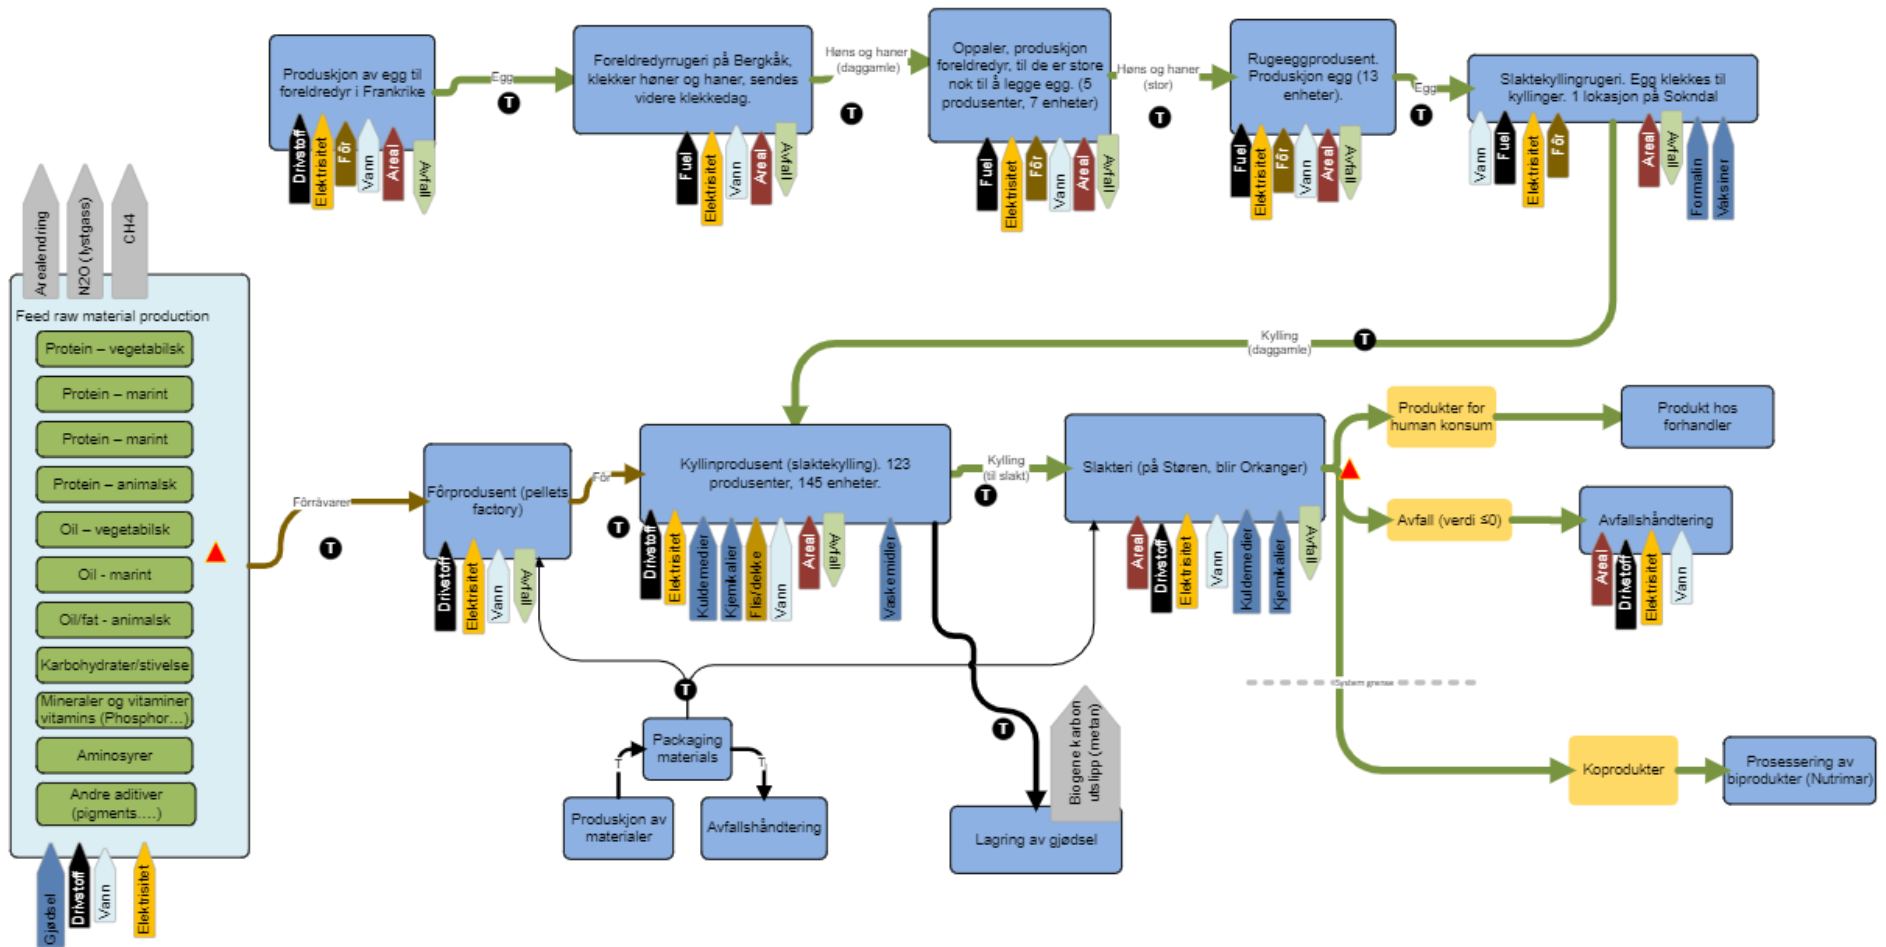 Produskjon av egg til
foreldredyr i Frankrike
Drivstoff
Elektrisitet
Fôr
Vann
Areal
Avfall
Egg
T
Foreldredyrrugeri på Bergkåk,
klekker høner og haner, sendes
videre klekkedag.
Fuel
Elektrisitet
Vann
Areal
Avfall
Høns og haner
(daggamle)
T
Oppaler, produskjon
foreldredyr, til de er store
nok til å legge egg. (5
produsenter, 7 enheter)
Fuel
Elektrisitet
Fôr
Vann
Areal
Avfall
Høns og haner
(stor)
T
Rugeeggprodusent.
Produskjon egg (13
enheter).
Fuel
Elektrisitet
Fôr
Vann
Areal
Avfall
Egg
T
Slaktekyllingrugeri. Egg klekkes til
kyllinger. 1 lokasjon på Sokndal
Vann
Fuel
Elektrisitet
Fôr
Areal
Avfall
Formalin
Vaksiner
Kylling
(daggamle)
T
Arealendring
N2O (lystgass)
CH4
Feed raw material production
Protein – vegetabilsk
Protein – marint
Protein – marint
Protein – animalsk
Oil – vegetabilsk
Oil - marint
Oil/fat - animalsk
Karbohydrater/stivelse
Mineraler og vitaminer
vitamins (Phosphor...)
Aminosyrer
Andre aditiver
(pigments....)
Gjødsel
Drivstoff
Vann
Elektrisitet
Fôrråvarer
T
Fôrprodusent (pellets
factory)
Drivstoff
Elektrisitet
Vann
Avfall
Fôr
T
Kyllinprodusent (slaktekylling). 123
produsenter, 145 enheter.
Drivstoff
Elektrisitet
Kuldemedier
Kjemikalier
Flis/dekke
Vann
Areal
Avfall
Vaskemidler
Kylling
(til slakt)
T
Slakteri (på Støren, blir Orkanger)
Areal
Drivstoff
Elektrisitet
Vann
Kuldemedier
Kjemikalier
Avfall
Produkter for
human konsum
Produkt hos
forhandler
Avfall (verdi ≤0)
Avfallshåndtering
Areal
Drivstoff
Elektrisitet
Vann
System grense
Koprodukter
Prosessering av
biprodukter (Nutrimar)
T
Packaging
materials
T
T
Produskjon av
materialer
Avfallshåndtering
T
Biogene karbon
utslipp (metan)
Lagring av gjødsel